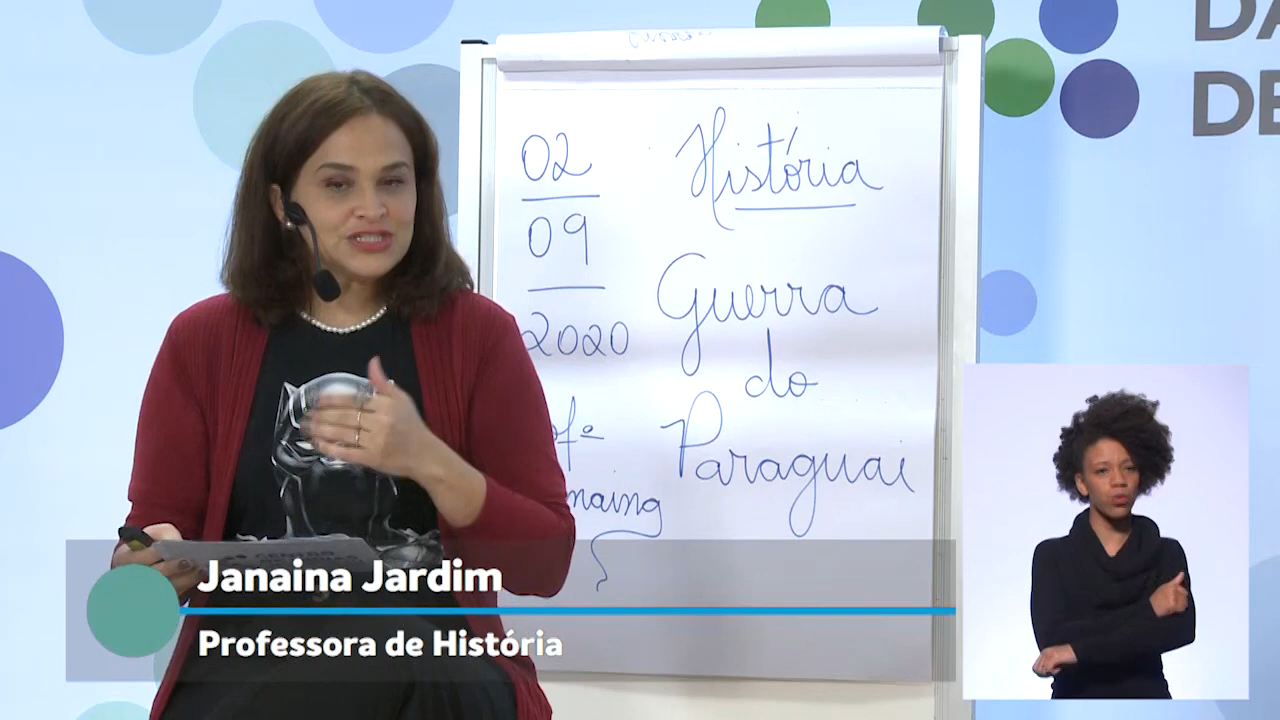 02
09
2020
História
Guerra
do
Paraguai
Janaina Jardim
Professora de História